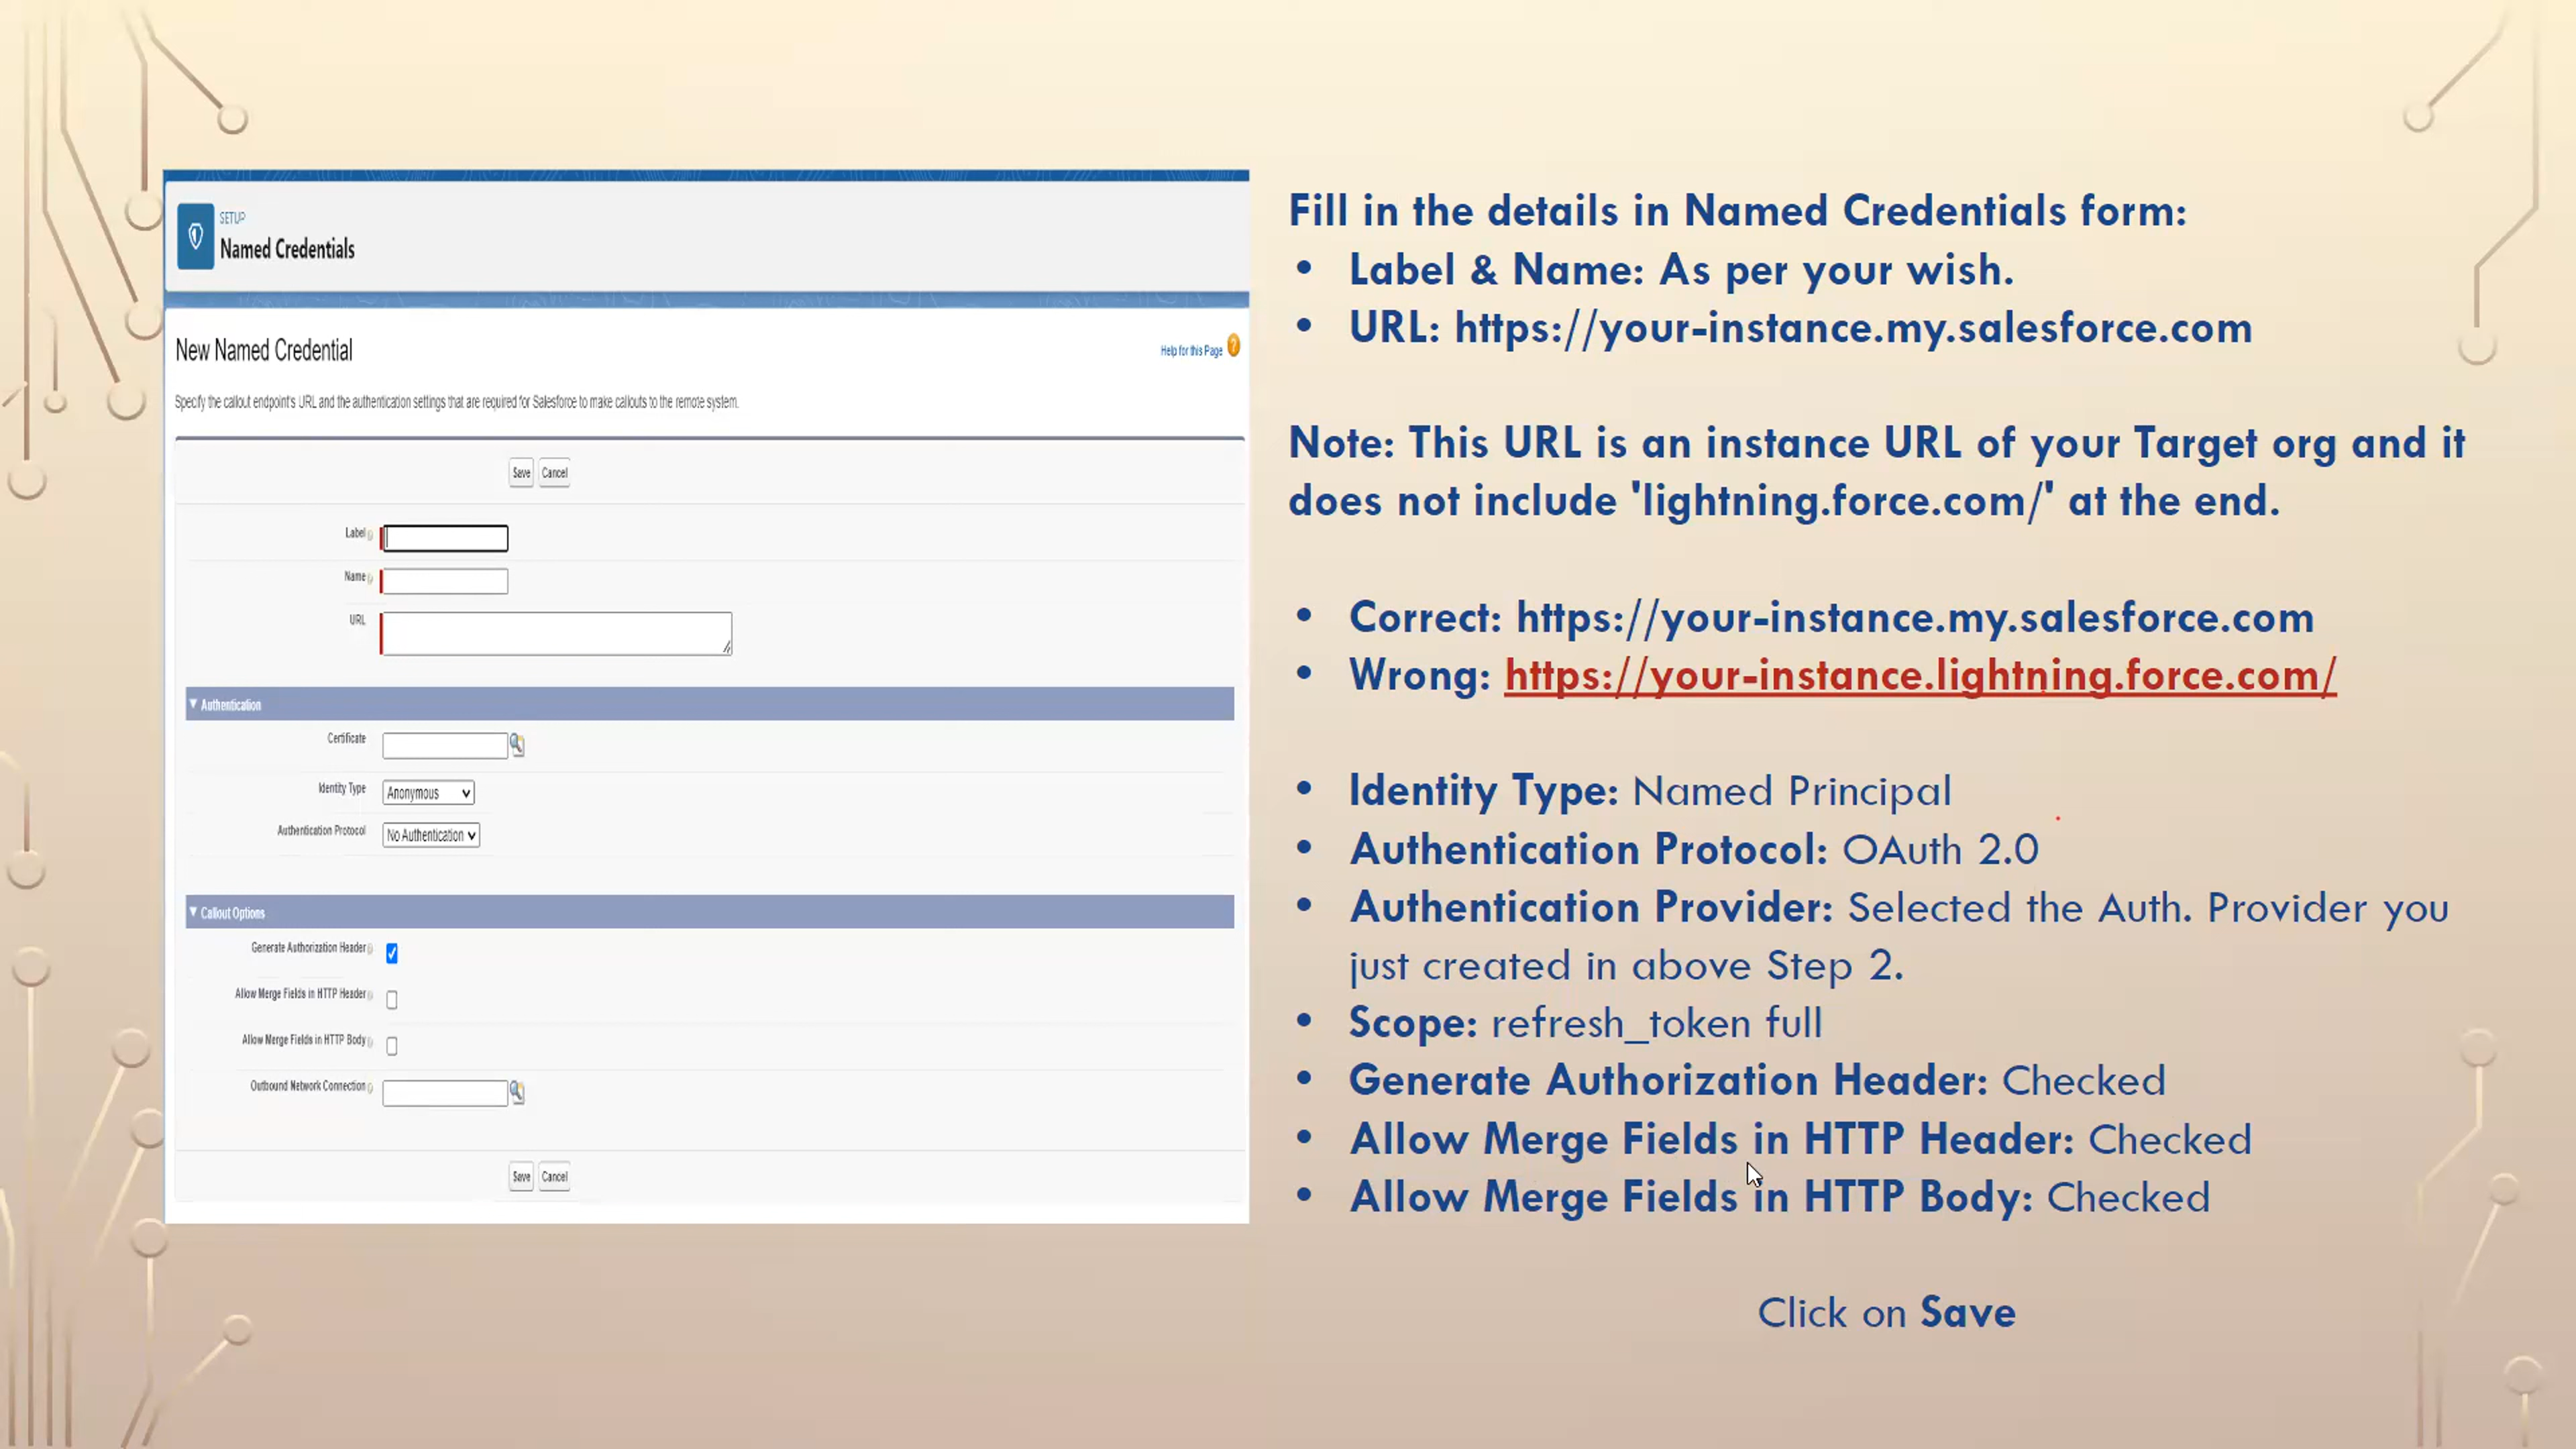 SETUP
Named Credentials
New Named Credential
Help for this Page
Specify the callout endpoint's URL and the authentication settings that are required for Salesforce to make callouts to the remote system.
Save Cancel
Label
Name
URL
Authentication
Certificate
Identity Type Anonymous
Authentication Protocol No Authentication
Callout Options
Generate Authorization Header
Allow Merge Fields in HTTP Header
Allow Merge Fields in HTTP Body
Outbound Network Connection
Save Cancel
Fill in the details in Named Credentials form:
• Label & Name: As per your wish.
• URL: https://your-instance.my.salesforce.com
Note: This URL is an instance URL of your Target org and it
does not include 'lightning.force.com/' at the end.
• Correct: https://your-instance.my.salesforce.com
• Wrong: https://your-instance.lightning.force.com/
• Identity Type: Named Principal
• Authentication Protocol: OAuth 2.0
• Authentication Provider: Selected the Auth. Provider you
just created in above Step 2.
• Scope: refresh_token full
• Generate Authorization Header: Checked
• Allow Merge Fields in HTTP Header: Checked
• Allow Merge Fields in HTTP Body: Checked
Click on Save